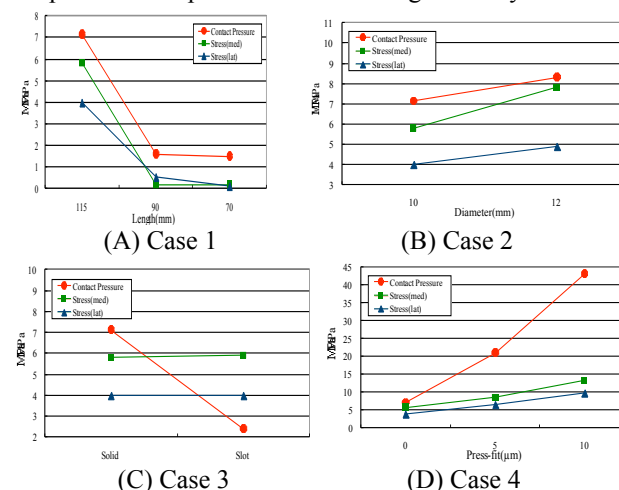 8
7
6
5
4
3
2
1
0
Contact Pressure
Stress(med)
Stress(lat)
115
90
70
Length(mm)
(A) Case 1
11
10
9
8
7
6
5
4
3
Contact Pressure
Stress(med)
Stress(lat)
10
12
Diameter(mm)
(B) Case 2
10
9
8
7
6
5
4
3
2
Contact Pressure
Stress(med)
Stress(lat)
Solid
Slot
(C) Case 3
45
40
35
30
25
20
15
10
5
0
Contact Pressure
Stress(med)
Stress(lat)
0
5
10
Press-fit(µm)
(D) Case 4